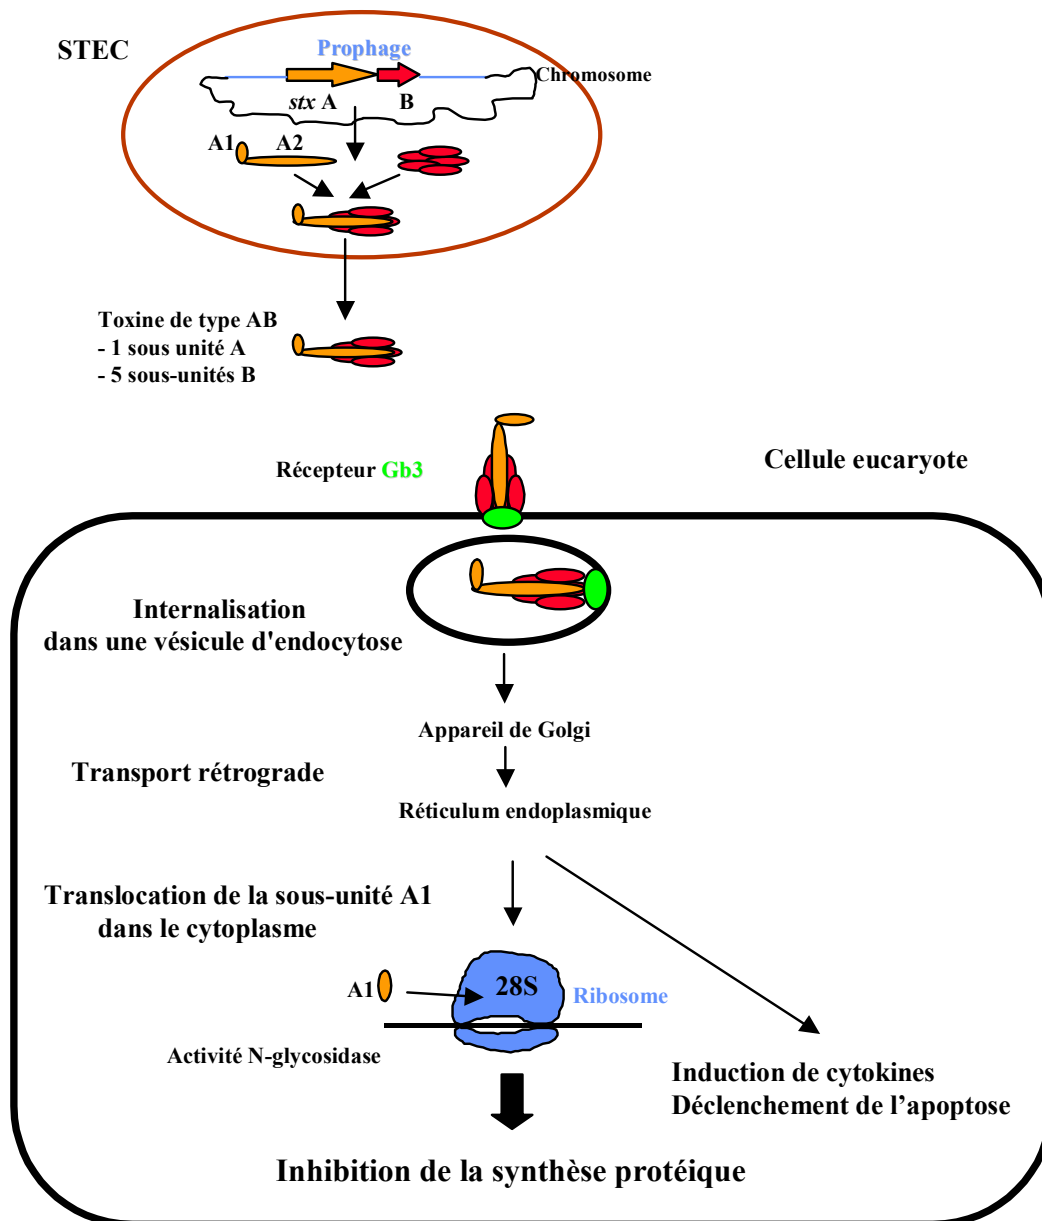 STEC
Prophage
Chromosome
stx A
B
A1
A2
Toxine de type AB
- 1 sous unité A
- 5 sous-unités B
Récepteur Gb3
Cellule eucaryote
Internalisation
dans une vésicule d'endocytose
Appareil de Golgi
Transport rétrograde
Réticulum endoplasmique
Translocation de la sous-unité A1
dans le cytoplasme
28S
A1
Ribosome
Activité N-glycosidase
Induction de cytokines
Déclenchement de l’apoptose
Inhibition de la synthèse protéique